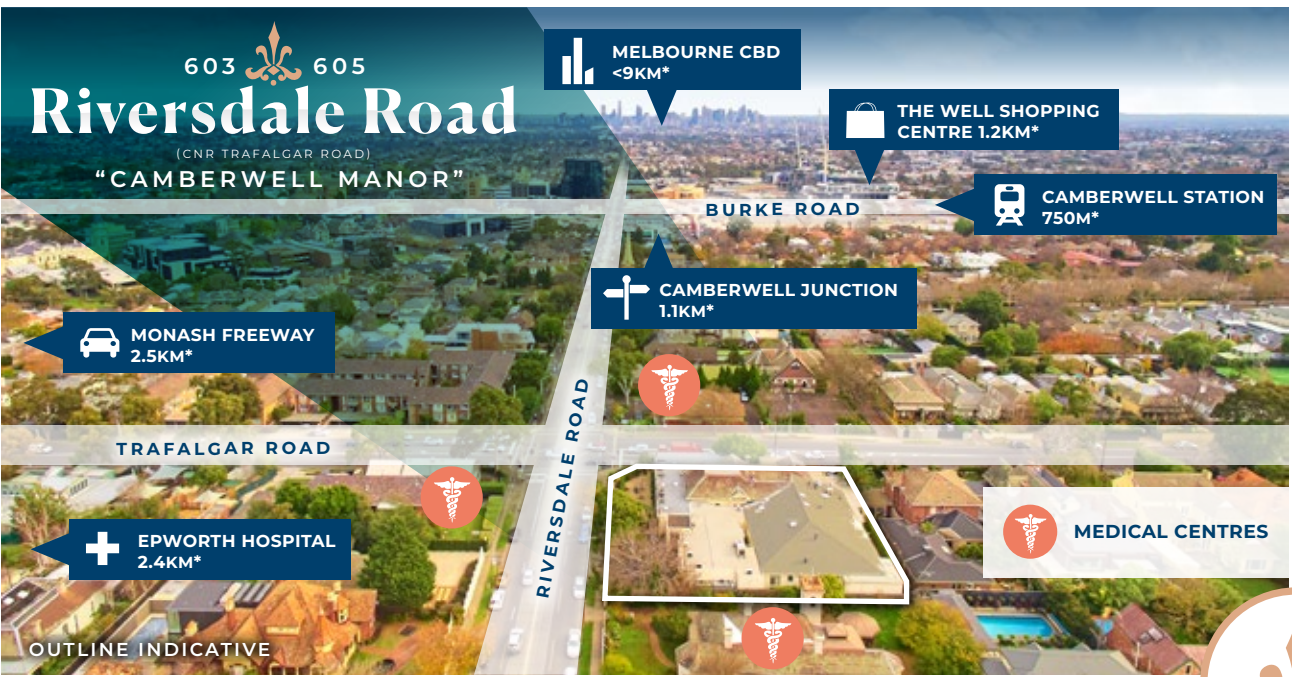 603 605
Riversdale Road
(CNR TRAFALGAR ROAD)
“CAMBERWELL MANOR”
MELBOURNE CBD
<9KM*
THE WELL SHOPPING
CENTRE 1.2KM*
CAMBERWELL STATION
750M*
BURKE ROAD
CAMBERWELL JUNCTION
1.1KM*
MONASH FREEWAY
2.5KM*
TRAFALGAR ROAD
RIVERSDALE ROAD
EPWORTH HOSPITAL
2.4KM*
MEDICAL CENTRES
OUTLINE INDICATIVE